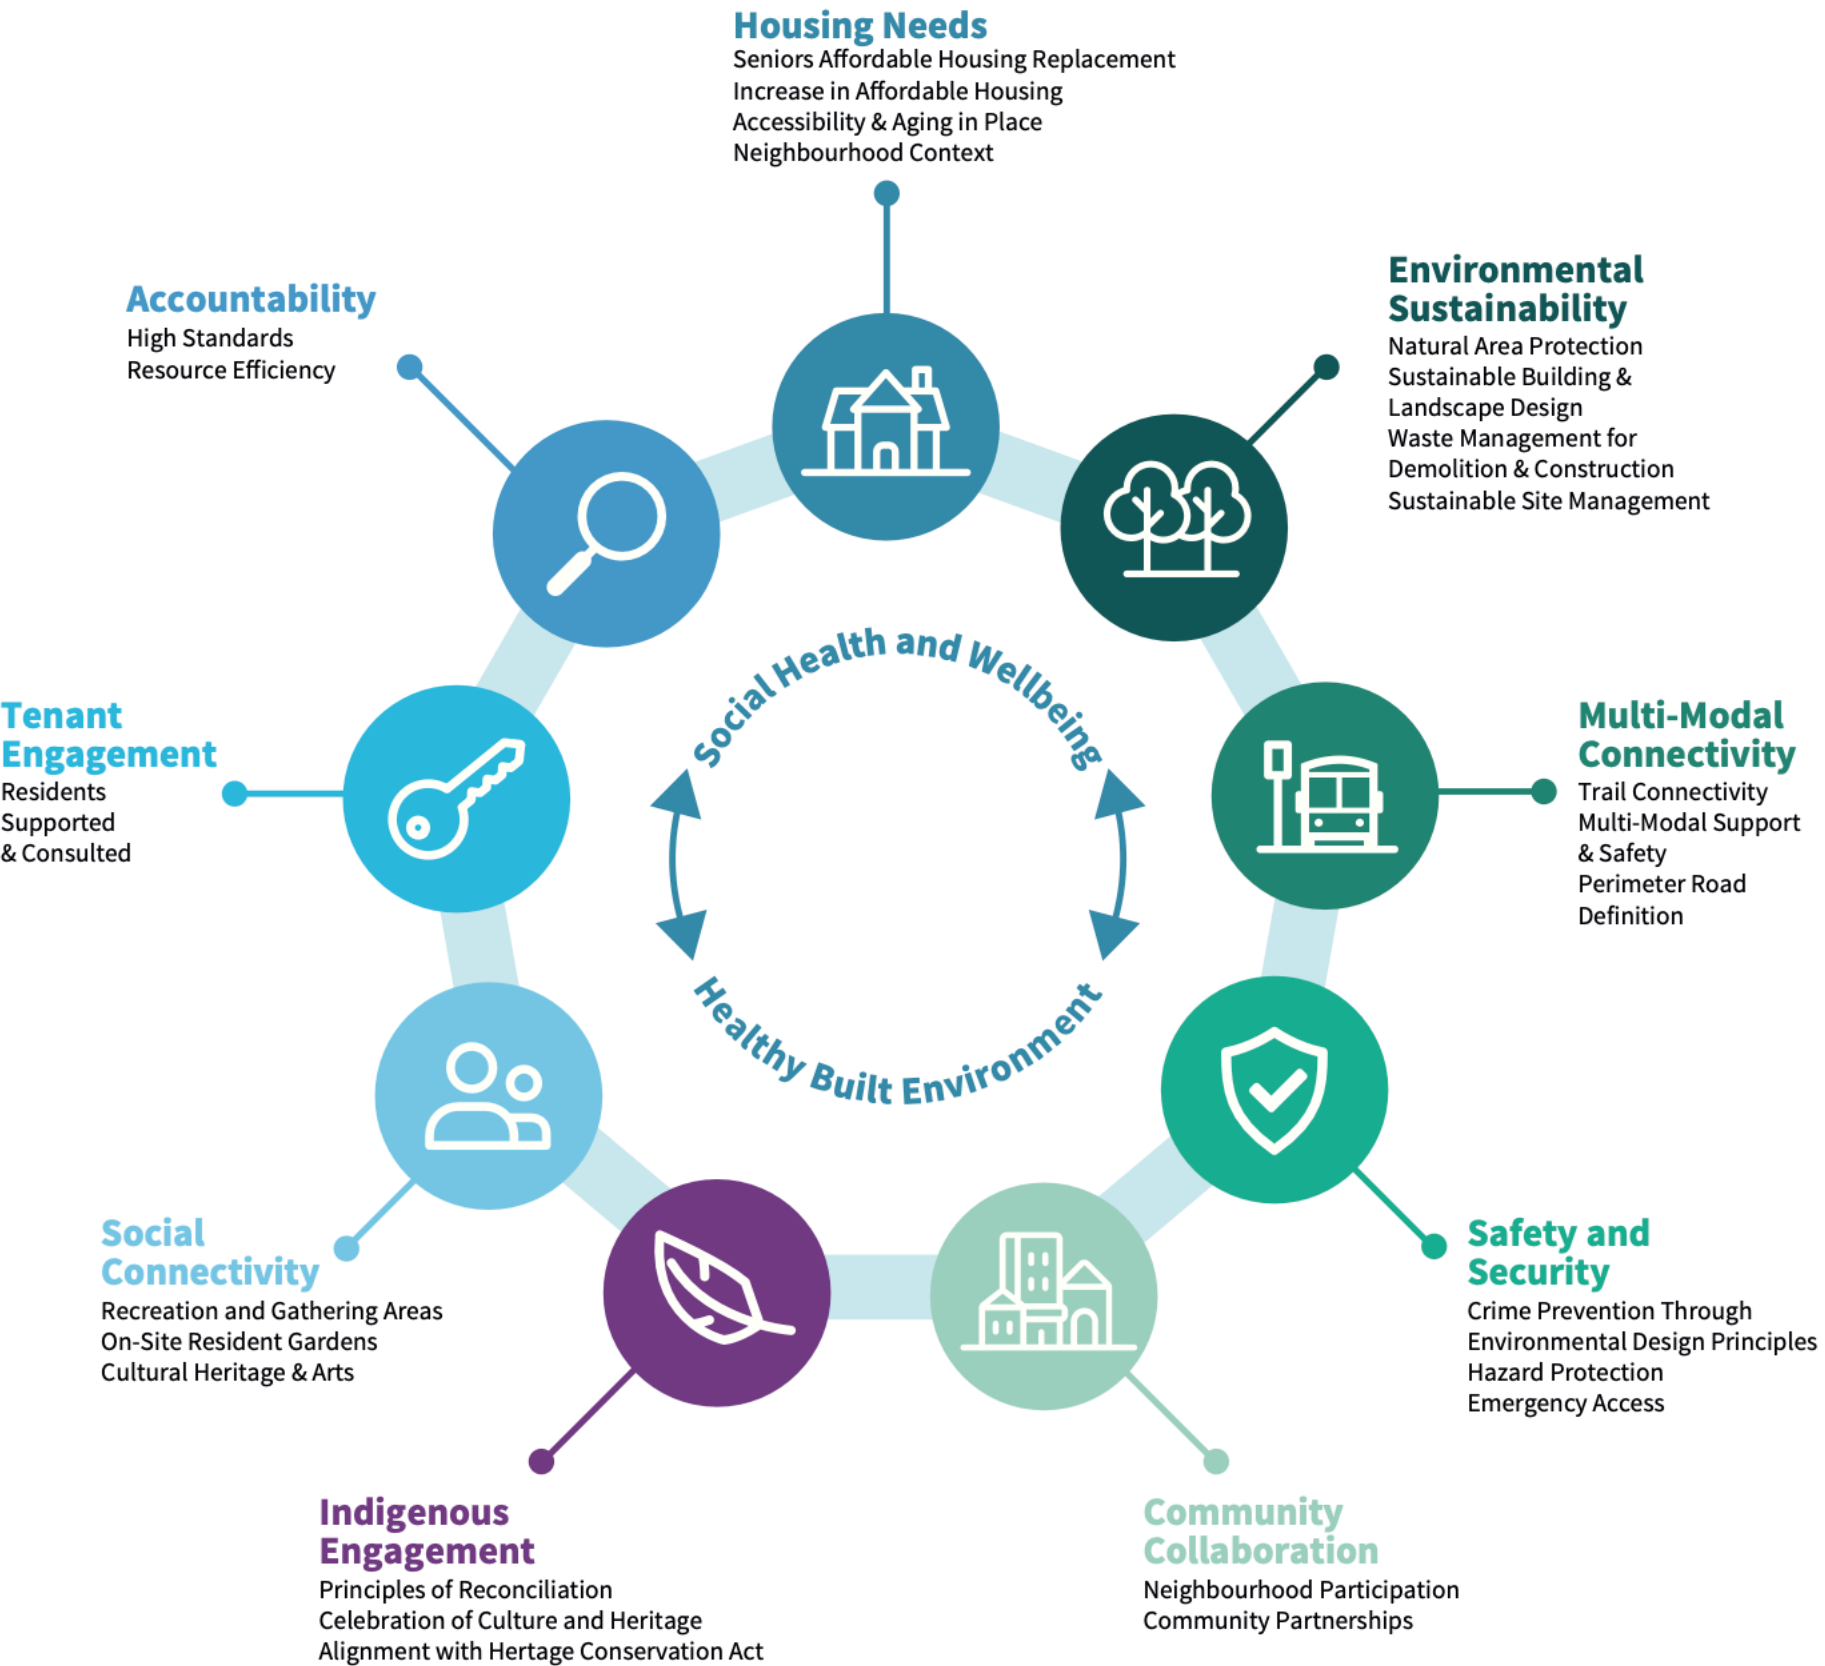 Housing Needs
Seniors Affordable Housing Replacement
Increase in Affordable Housing
Accessibility & Aging in Place
Neighbourhood Context
Environmental
Sustainability
Natural Area Protection
Sustainable Building &
Landscape Design
Waste Management for
Demolition & Construction
Sustainable Site Management
Multi-Modal
Connectivity
Trail Connectivity
Multi-Modal Support
& Safety
Perimeter Road
Definition
Safety and
Security
Crime Prevention Through
Environmental Design Principles
Hazard Protection
Emergency Access
Community
Collaboration
Neighbourhood Participation
Community Partnerships
Indigenous
Engagement
Principles of Reconciliation
Celebration of Culture and Heritage
Alignment with Hertage Conservation Act
Social
Connectivity
Recreation and Gathering Areas
On-Site Resident Gardens
Cultural Heritage & Arts
Tenant
Engagement
Residents
Supported
& Consulted
Accountability
High Standards
Resource Efficiency
Social Health and Wellbeing
Healthy Built Environment